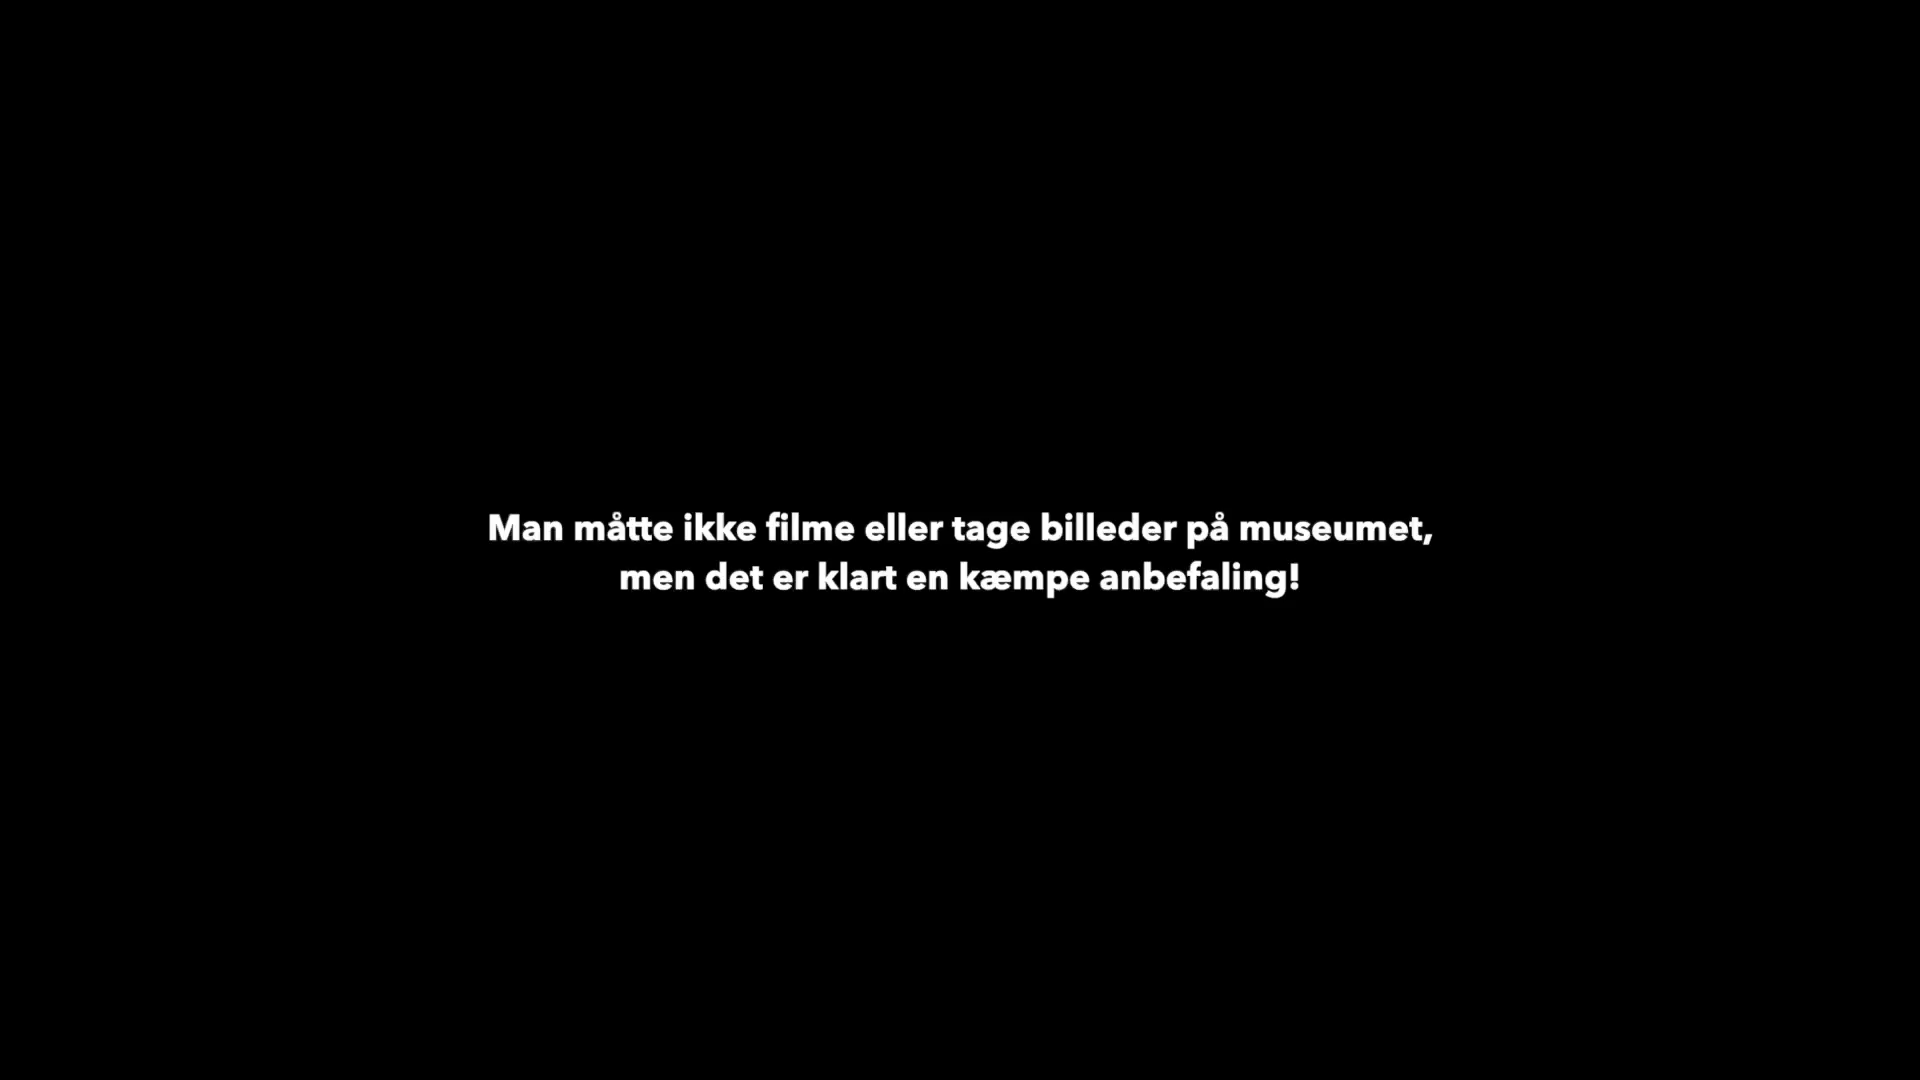 Man måtte ikke filme eller tage billeder på museumet,
men det er klart en kæmpe anbefaling!